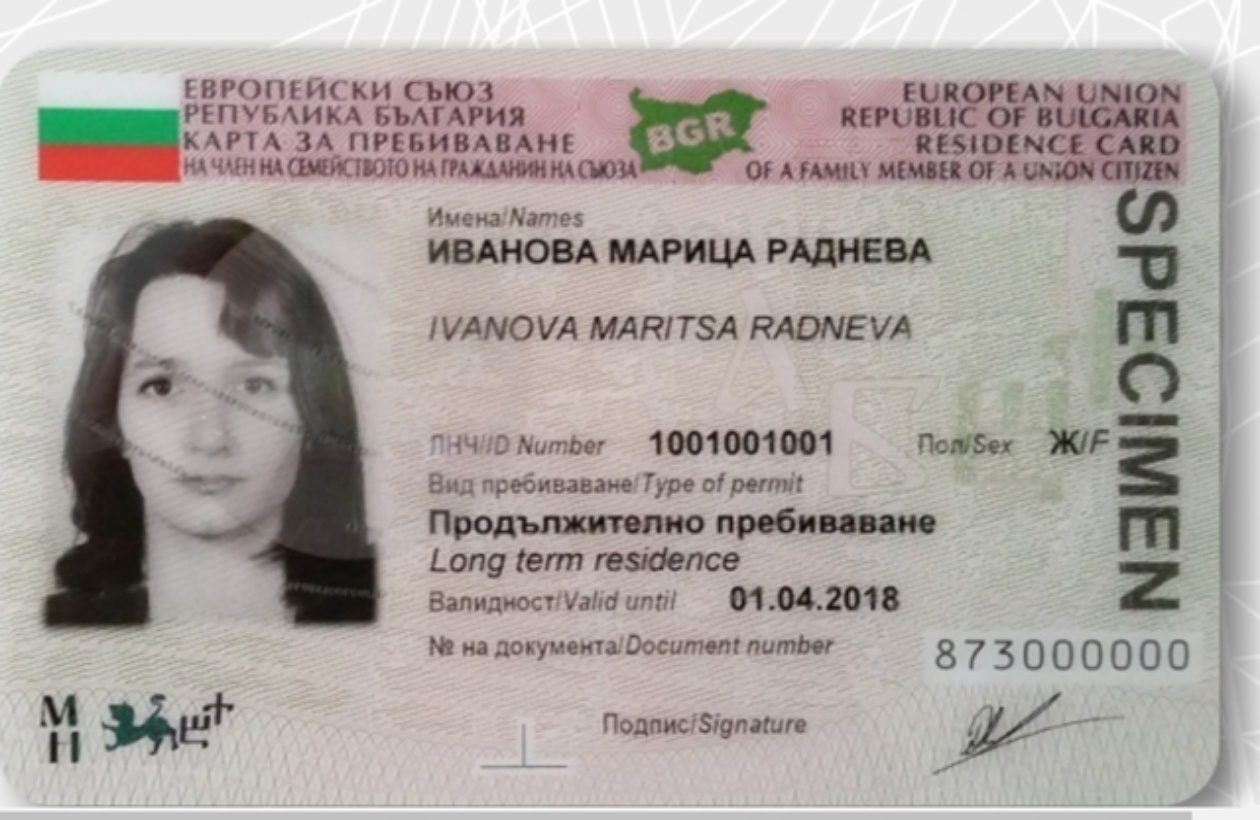 ЕВРОПЕЙСКИ СЪЮЗ
РЕПУБЛИКА БЪЛГАРИЯ
КАРТА ЗА ПРЕБИВАВАНЕ
НА ЧЛЕН НА СЕМЕЙСТВОТО НА ГРАЖДАНИН НА СЪЮЗА
BGR
EUROPEAN UNION
REPUBLIC OF BULGARIA
RESIDENCE CARD
OF A FAMILY MEMBER OF A UNION CITIZEN
SPECIMEN
Имена/Names
ИВАНОВА МАРИЦА РАДНЕВА
IVANOVA MARITSA RADNEVA
ЛНЧ/ID Number 1001001001 Пол/Sex Ж/F
Вид пребиваване/Type of permit
Продължително пребиваване
Long term residence
Валидност/Valid until 01.04.2018
№ на документа/Document number 873000000
Подпис/Signature
М
Н